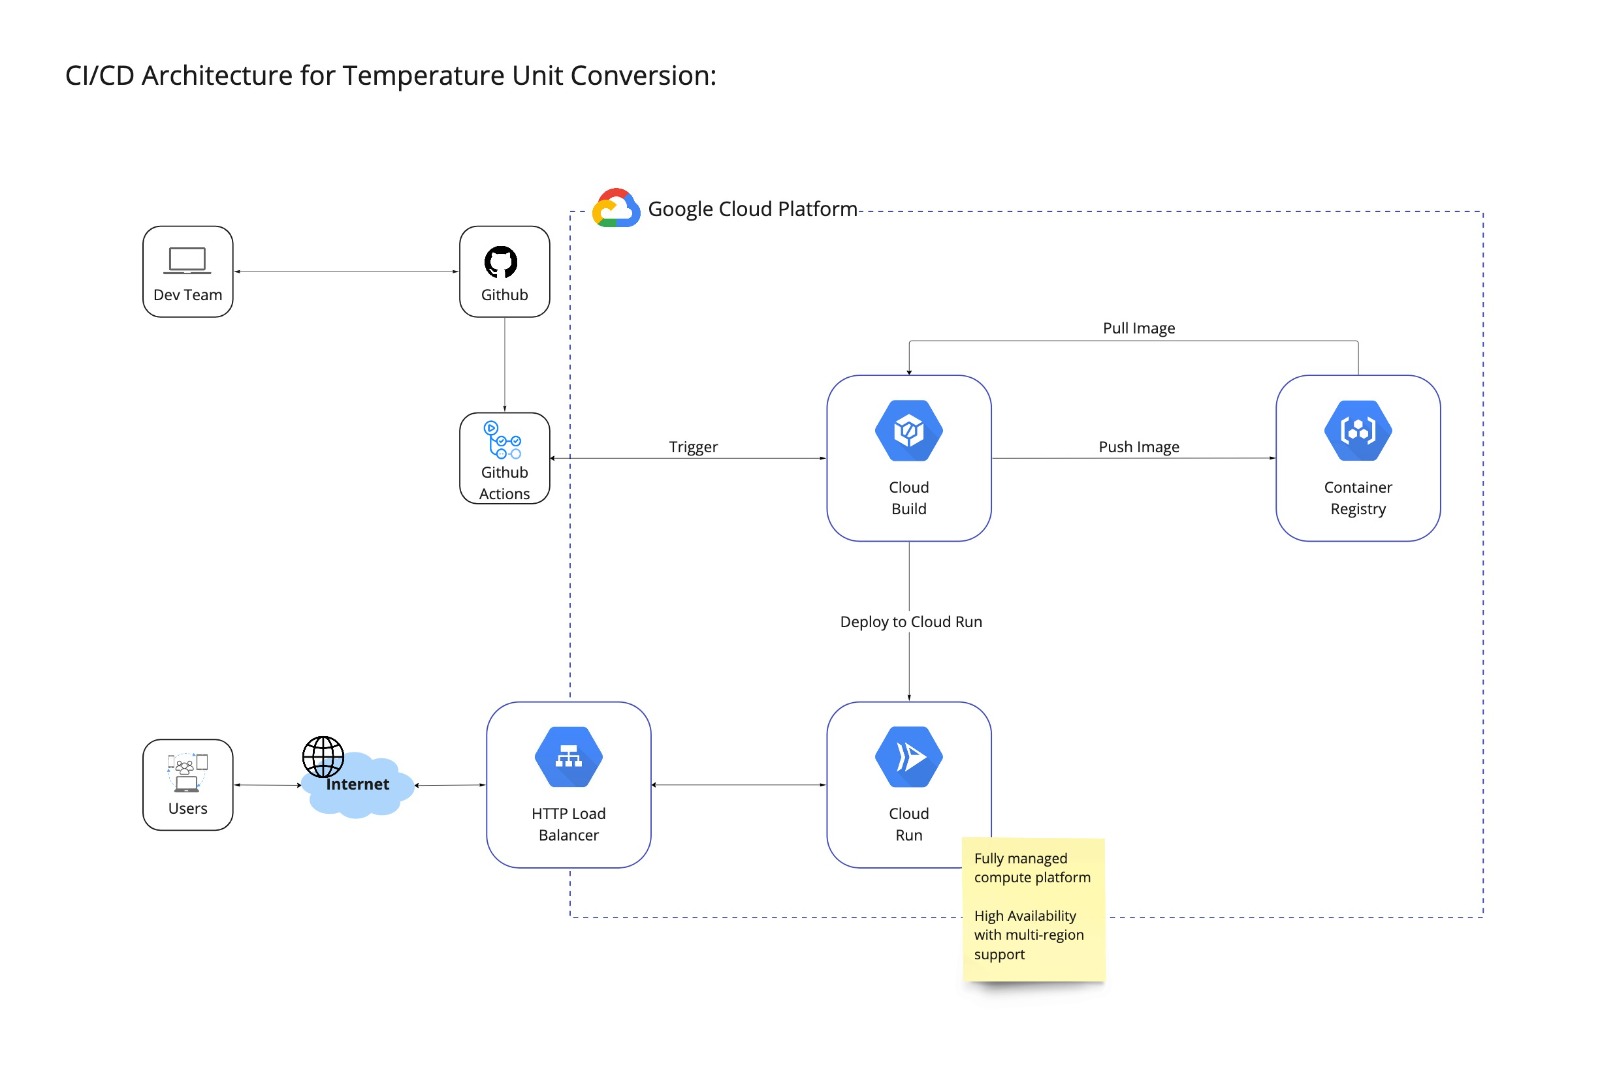 CI/CD Architecture for Temperature Unit Conversion:
Google Cloud Platform
Dev Team
Github
Pull Image
Github
Actions
Trigger
Cloud
Build
Push Image
Container
Registry
Deploy to Cloud Run
Users
Internet
HTTP Load
Balancer
Cloud
Run
Fully managed
compute platform
High Availability
with multi-region
support